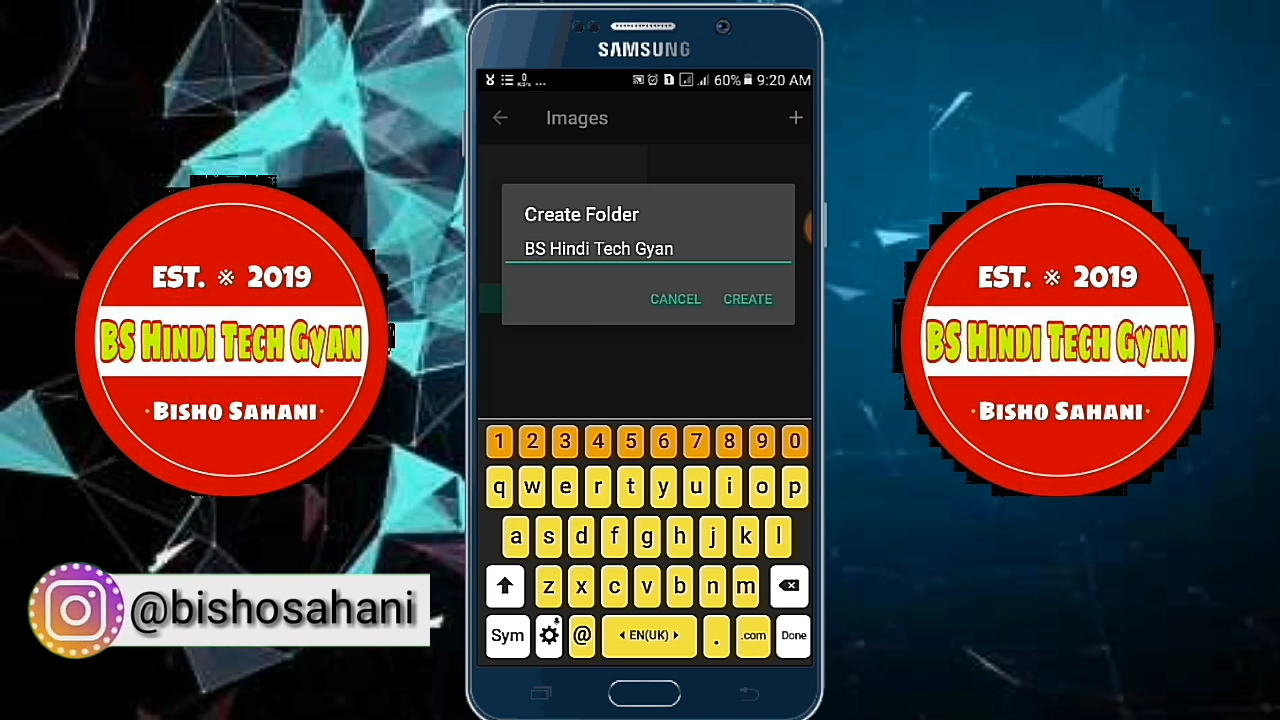 SAMSUNG
0
K/s ... 60% 9:20 AM
Images
Create Folder
BS Hindi Tech Gyan
CANCEL CREATE
1 2 3 4 5 6 7 8 9 0
q w e r t y u i o p
a s d f g h j k l
z x c v b n m
Sym @ EN(UK) . .com Done
EST. ※ 2019
BS HINDI TECH GYAN
·BISHO SAHANI·
EST. ※ 2019
BS HINDI TECH GYAN
·BISHO SAHANI·
@bishosahani